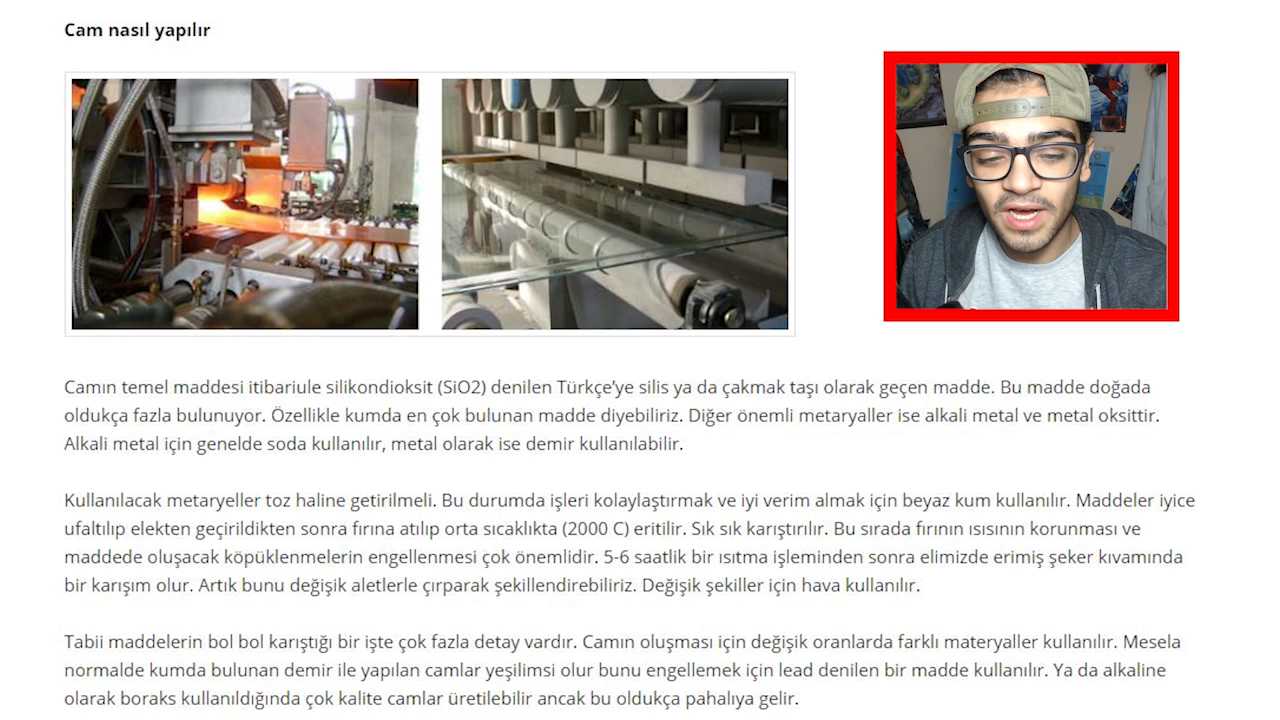 Cam nasıl yapılır
Camın temel maddesi itibariule silikondioksit (SiO2) denilen Türkçe’ye silis ya da çakmak taşı olarak geçen madde. Bu madde doğada
oldukça fazla bulunuyor. Özellikle kumda en çok bulunan madde diyebiliriz. Diğer önemli metaryaller ise alkali metal ve metal oksittir.
Alkali metal için genelde soda kullanılır, metal olarak ise demir kullanılabilir.
Kullanılacak metaryeller toz haline getirilmeli. Bu durumda işleri kolaylaştırmak ve iyi verim almak için beyaz kum kullanılır. Maddeler iyice
ufaltılıp elekten geçirildikten sonra fırına atılıp orta sıcaklıkta (2000 C) eritilir. Sık sık karıştırılır. Bu sırada fırının ısısının korunması ve
maddede oluşacak köpüklenmelerin engellenmesi çok önemlidir. 5-6 saatlik bir ısıtma işleminden sonra elimizde erimiş şeker kıvamında
bir karışım olur. Artık bunu değişik aletlerle çırparak şekillendirebiliriz. Değişik şekiller için hava kullanılır.
Tabii maddelerin bol bol karıştığı bir işte çok fazla detay vardır. Camın oluşması için değişik oranlarda farklı materyaller kullanılır. Mesela
normalde kumda bulunan demir ile yapılan camlar yeşilimsi olur bunu engellemek için lead denilen bir madde kullanılır. Ya da alkaline
olarak boraks kullanıldığında çok kalite camlar üretilebilir ancak bu oldukça pahalıya gelir.